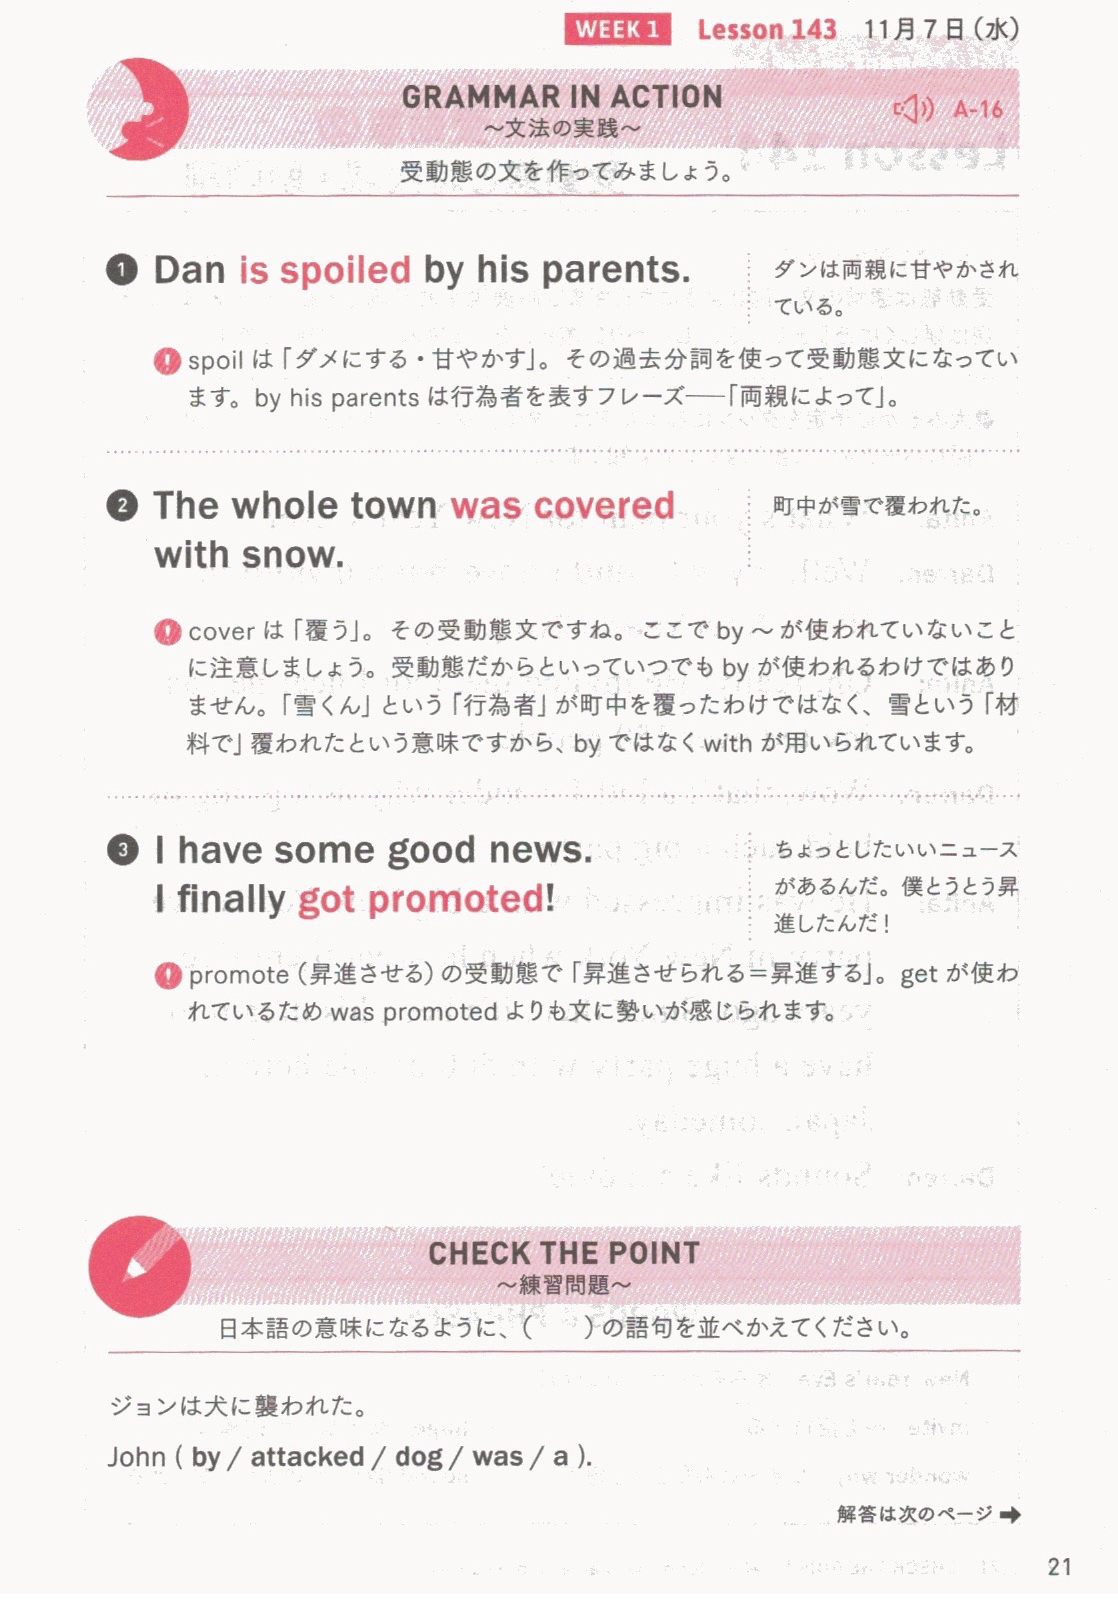 WEEK 1 Lesson 143 11月7日(水)
GRAMMAR IN ACTION
A-16
～文法の実践～
受動態の文を作ってみましょう。
1 Dan is spoiled by his parents.
ダンは両親に甘やかされ
ている。
! spoil は「ダメにする・甘やかす」。その過去分詞を使って受動態文になってい
ます。by his parents は行為者を表すフレーズ──「両親によって」。
2 The whole town was covered
with snow.
町中が雪で覆われた。
! cover は「覆う」。その受動態文ですね。ここで by ～ が使われていないこと
に注意しましょう。受動態だからといっていつでも by が使われるわけではあり
ません。「雪くん」という「行為者」が町中を覆ったわけではなく、雪という「材
料で」覆われたという意味ですから、by ではなく with が用いられています。
3 I have some good news.
I finally got promoted!
ちょっとしたいいニュース
があるんだ。僕とうとう昇
進したんだ！
! promote（昇進させる）の受動態で「昇進させられる＝昇進する」。get が使わ
れているため was promoted よりも文に勢いが感じられます。
CHECK THE POINT
～練習問題～
日本語の意味になるように、（　　）の語句を並べかえてください。
ジョンは犬に襲われた。
John ( by / attacked / dog / was / a ).
解答は次のページ ➡
21